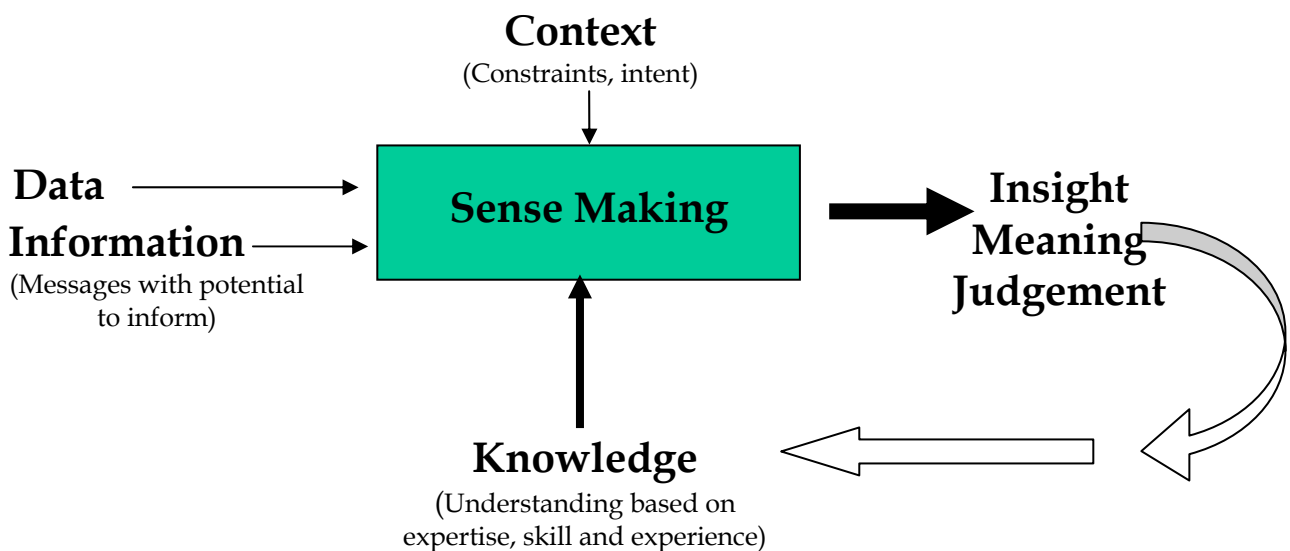 Context
(Constraints, intent)
Data
Information
(Messages with potential
to inform)
Sense Making
Insight
Meaning
Judgement
Knowledge
(Understanding based on
expertise, skill and experience)